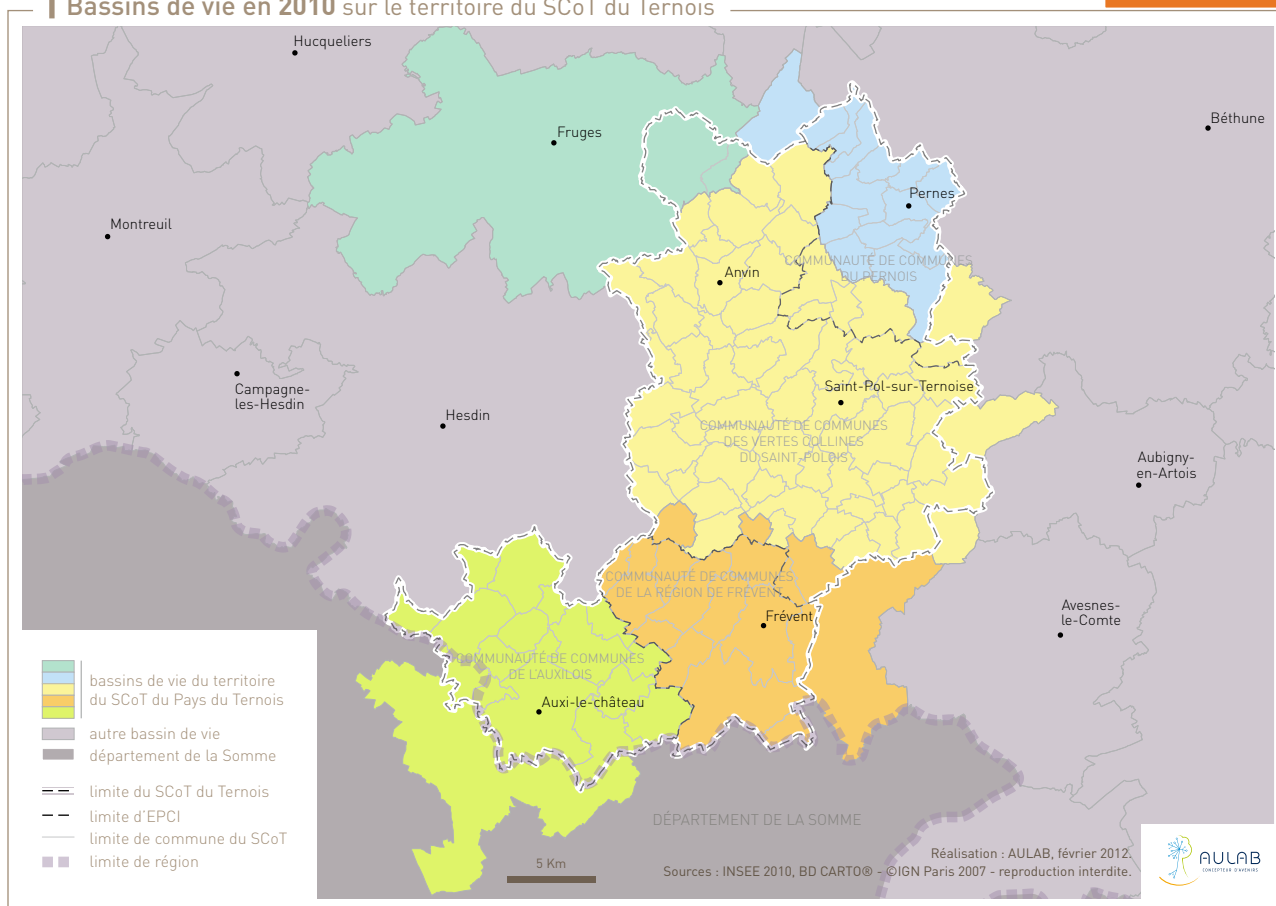 Bassins de vie en 2010 sur le territoire du SCoT du Ternois
Hucqueliers
Béthune
Fruges
Pernes
Montreuil
COMMUNAUTÉ DE COMMUNES
DU PERNOIS
Anvin
Campagne-
les-Hesdin
Saint-Pol-sur-Ternoise
Hesdin
COMMUNAUTÉ DE COMMUNES
DES VERTES COLLINES
DU SAINT-POLOIS
Aubigny-
en-Artois
COMMUNAUTÉ DE COMMUNES
DE LA RÉGION DE FRÉVENT
Frévent
Avesnes-
le-Comte
COMMUNAUTÉ DE COMMUNES
DE L'AUXILOIS
Auxi-le-château
bassins de vie du territoire
du SCoT du Pays du Ternois
autre bassin de vie
département de la Somme
limite du SCoT du Ternois
limite d'EPCI
limite de commune du SCoT
limite de région
DÉPARTEMENT DE LA SOMME
5 Km
Réalisation : AULAB, février 2012.
Sources : INSEE 2010, BD CARTO® - ©IGN Paris 2007 - reproduction interdite.
AULAB
CONCEPTEUR D'AVENIRS